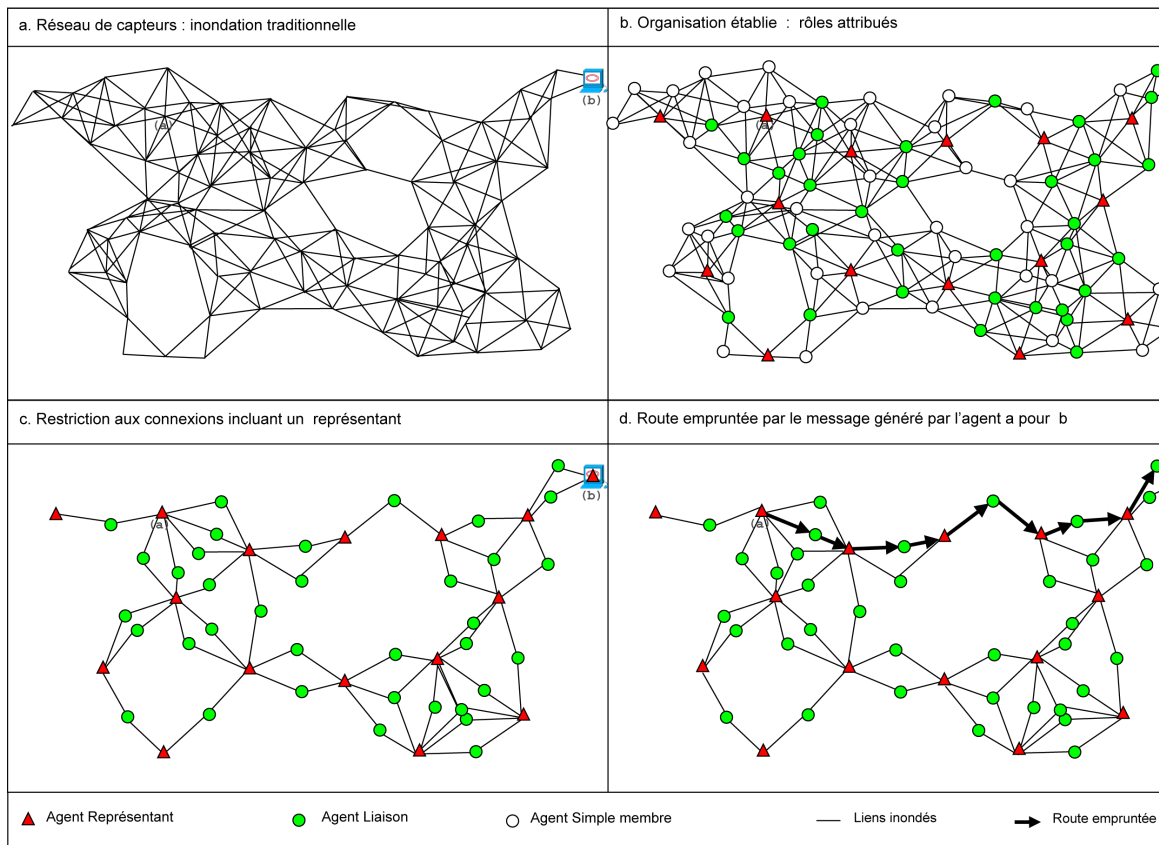 a. Réseau de capteurs : inondation traditionnelle
b. Organisation établie : rôles attribués
(a)
(b)
(a)
c. Restriction aux connexions incluant un représentant
d. Route empruntée par le message généré par l'agent a pour b
(a)
(b)
(a)
Agent Représentant
Agent Liaison
Agent Simple membre
Liens inondés
Route empruntée